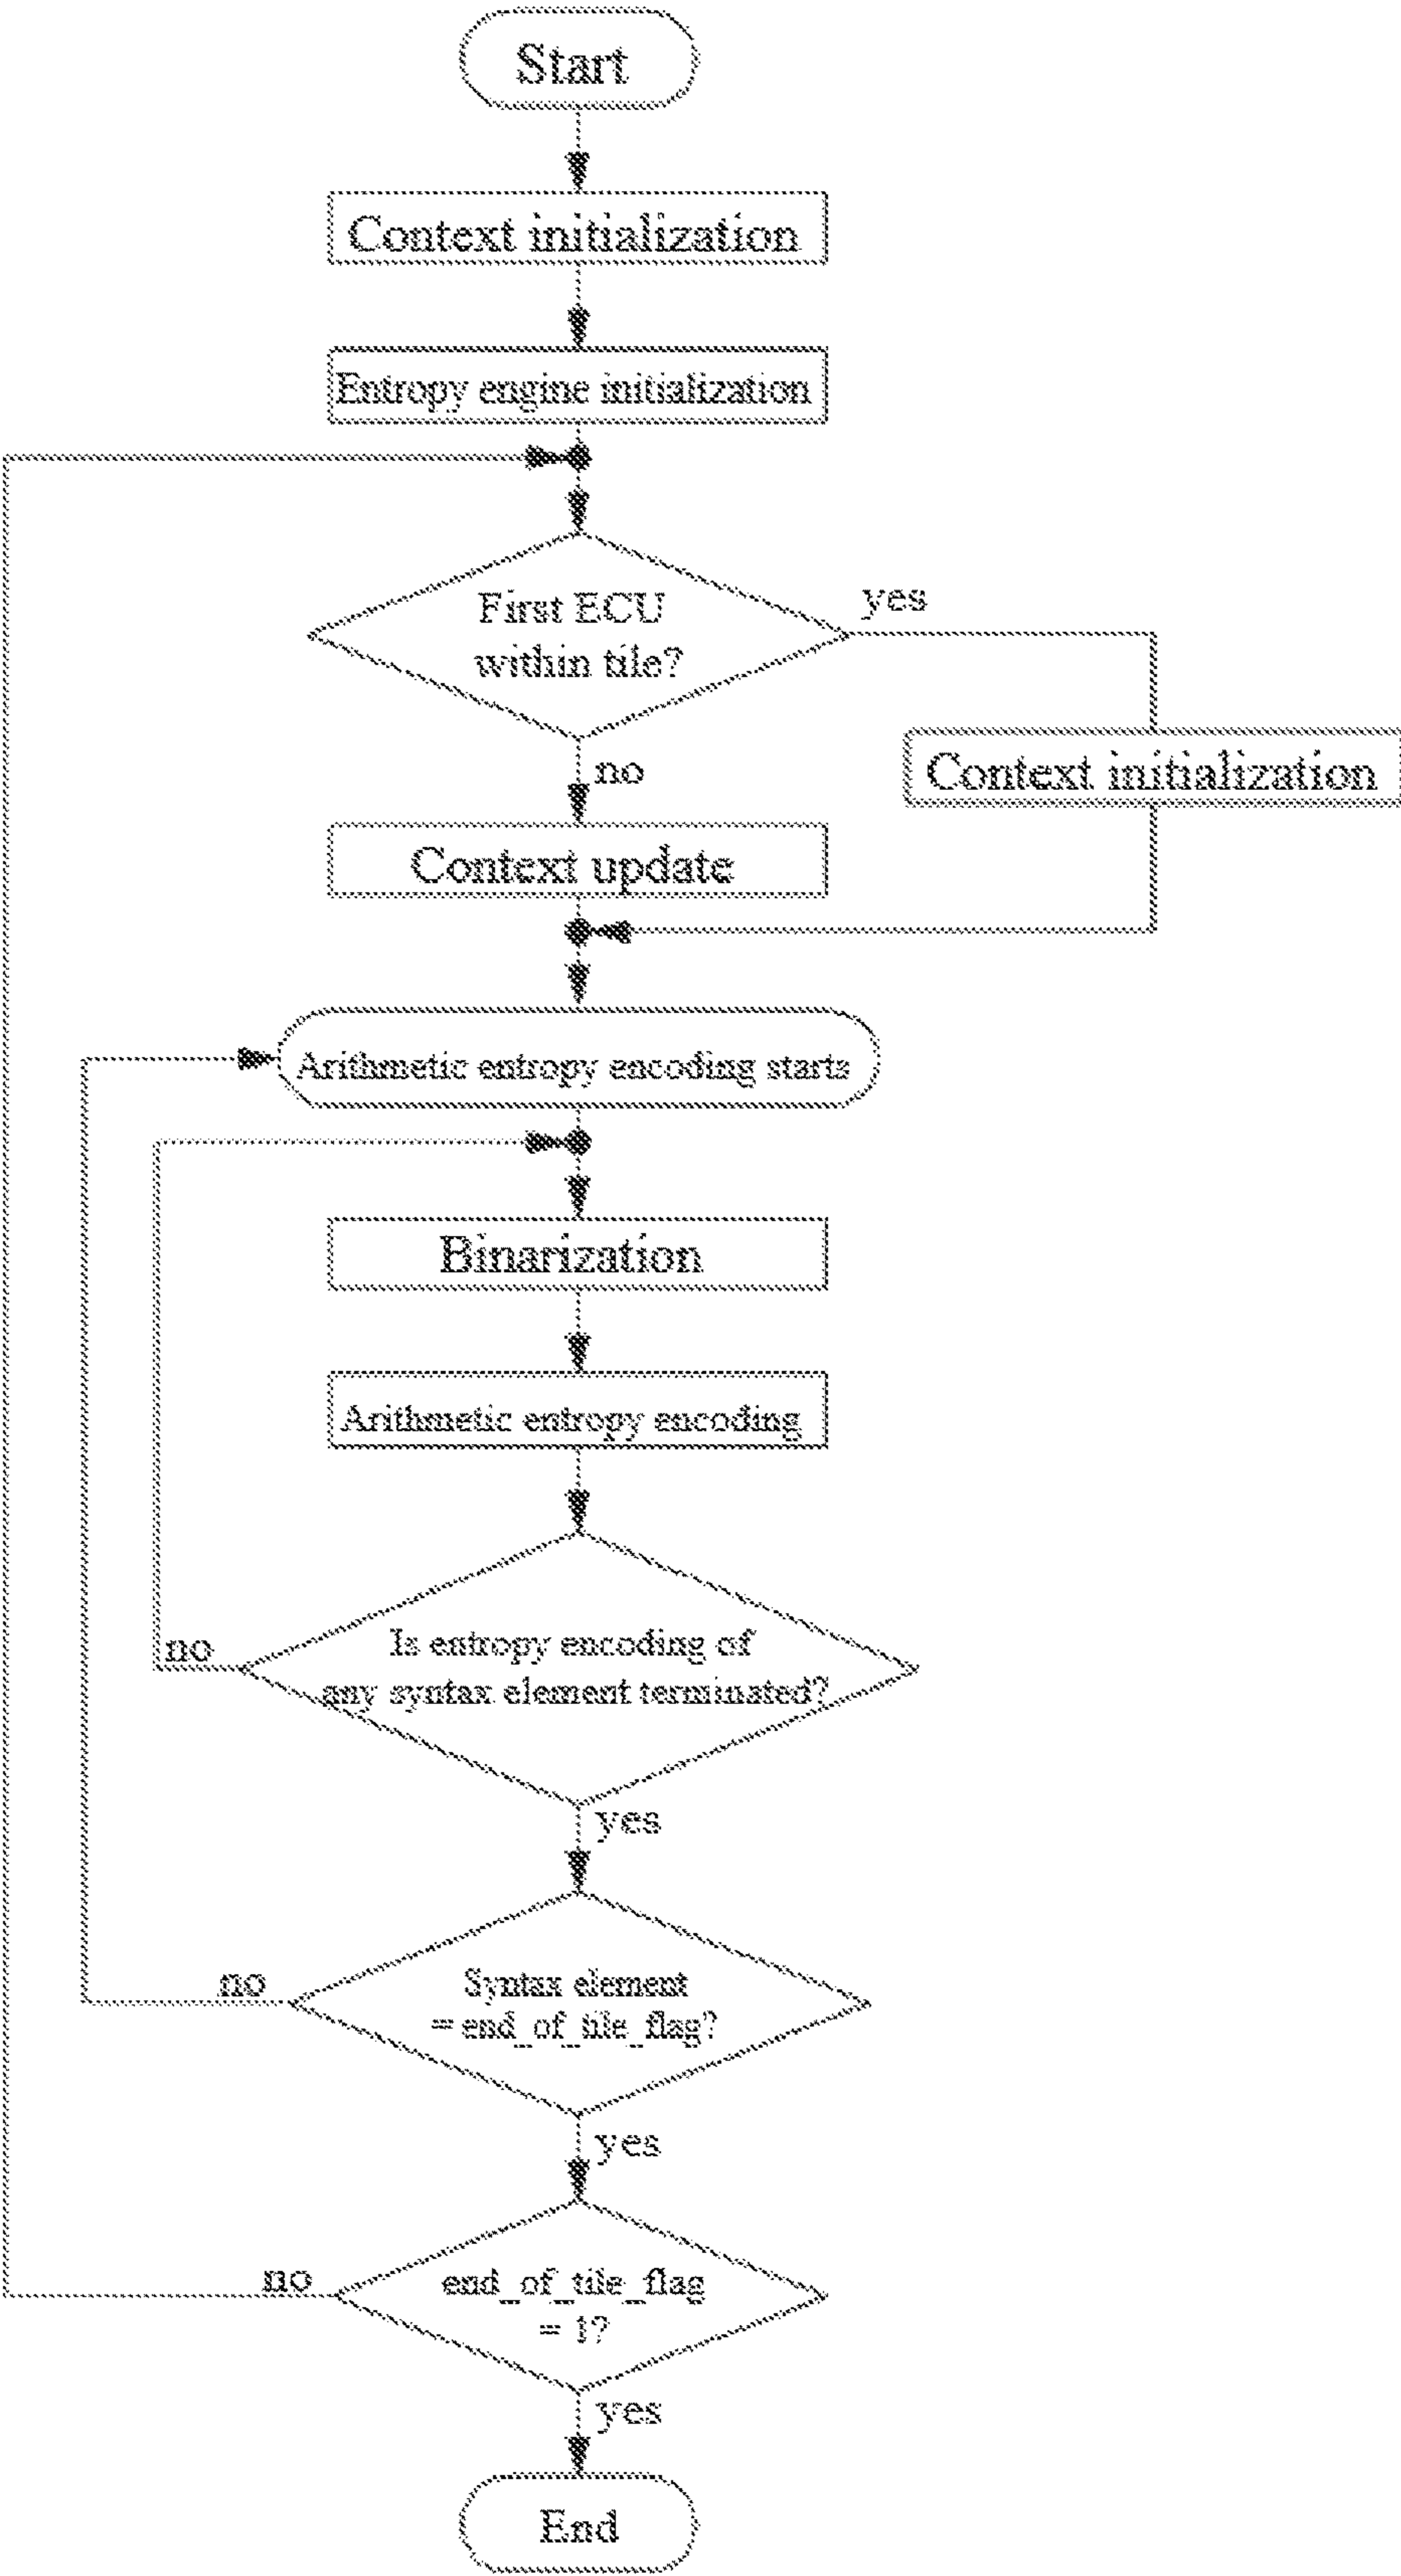 Start
Context initialization
Entropy engine initialization
First ECU
within tile?
yes
no
Context initialization
Context update
Arithmetic entropy encoding starts
Binarization
Arithmetic entropy encoding
Is entropy encoding of
any syntax element terminated?
no
yes
Syntax element
= end_of_tile_flag?
no
yes
end_of_tile_flag
= 1?
no
yes
End